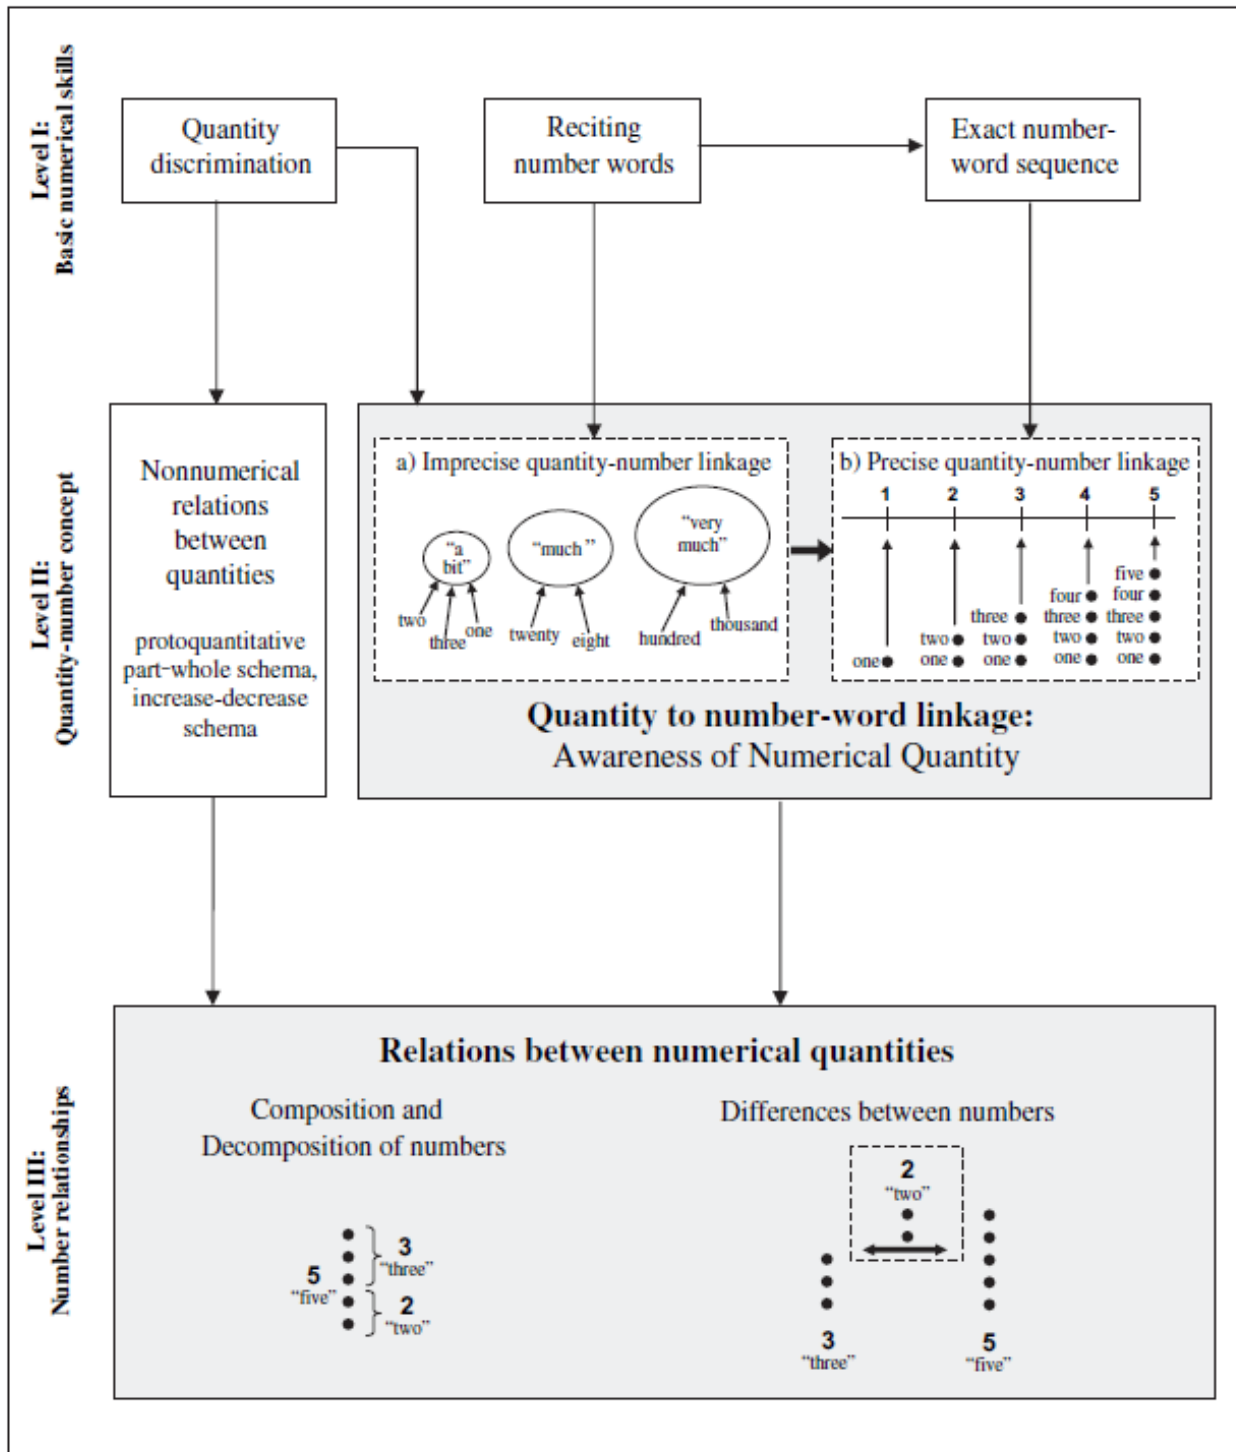 Level I:
Basic numerical skills
Quantity
discrimination
Reciting
number words
Exact number-
word sequence
Level II:
Quantity-number concept
Nonnumerical
relations
between
quantities
protoquantitative
part-whole schema,
increase-decrease
schema
a) Imprecise quantity-number linkage
“a
bit”
“much”
“very
much”
two
three
one
twenty
eight
hundred
thousand
b) Precise quantity-number linkage
1 2 3 4 5
five
four four
three three three
two two two two
one one one one one
Quantity to number-word linkage:
Awareness of Numerical Quantity
Level III:
Number relationships
Relations between numerical quantities
Composition and
Decomposition of numbers
5
“five”
3
“three”
2
“two”
Differences between numbers
2
“two”
3
“three”
5
“five”